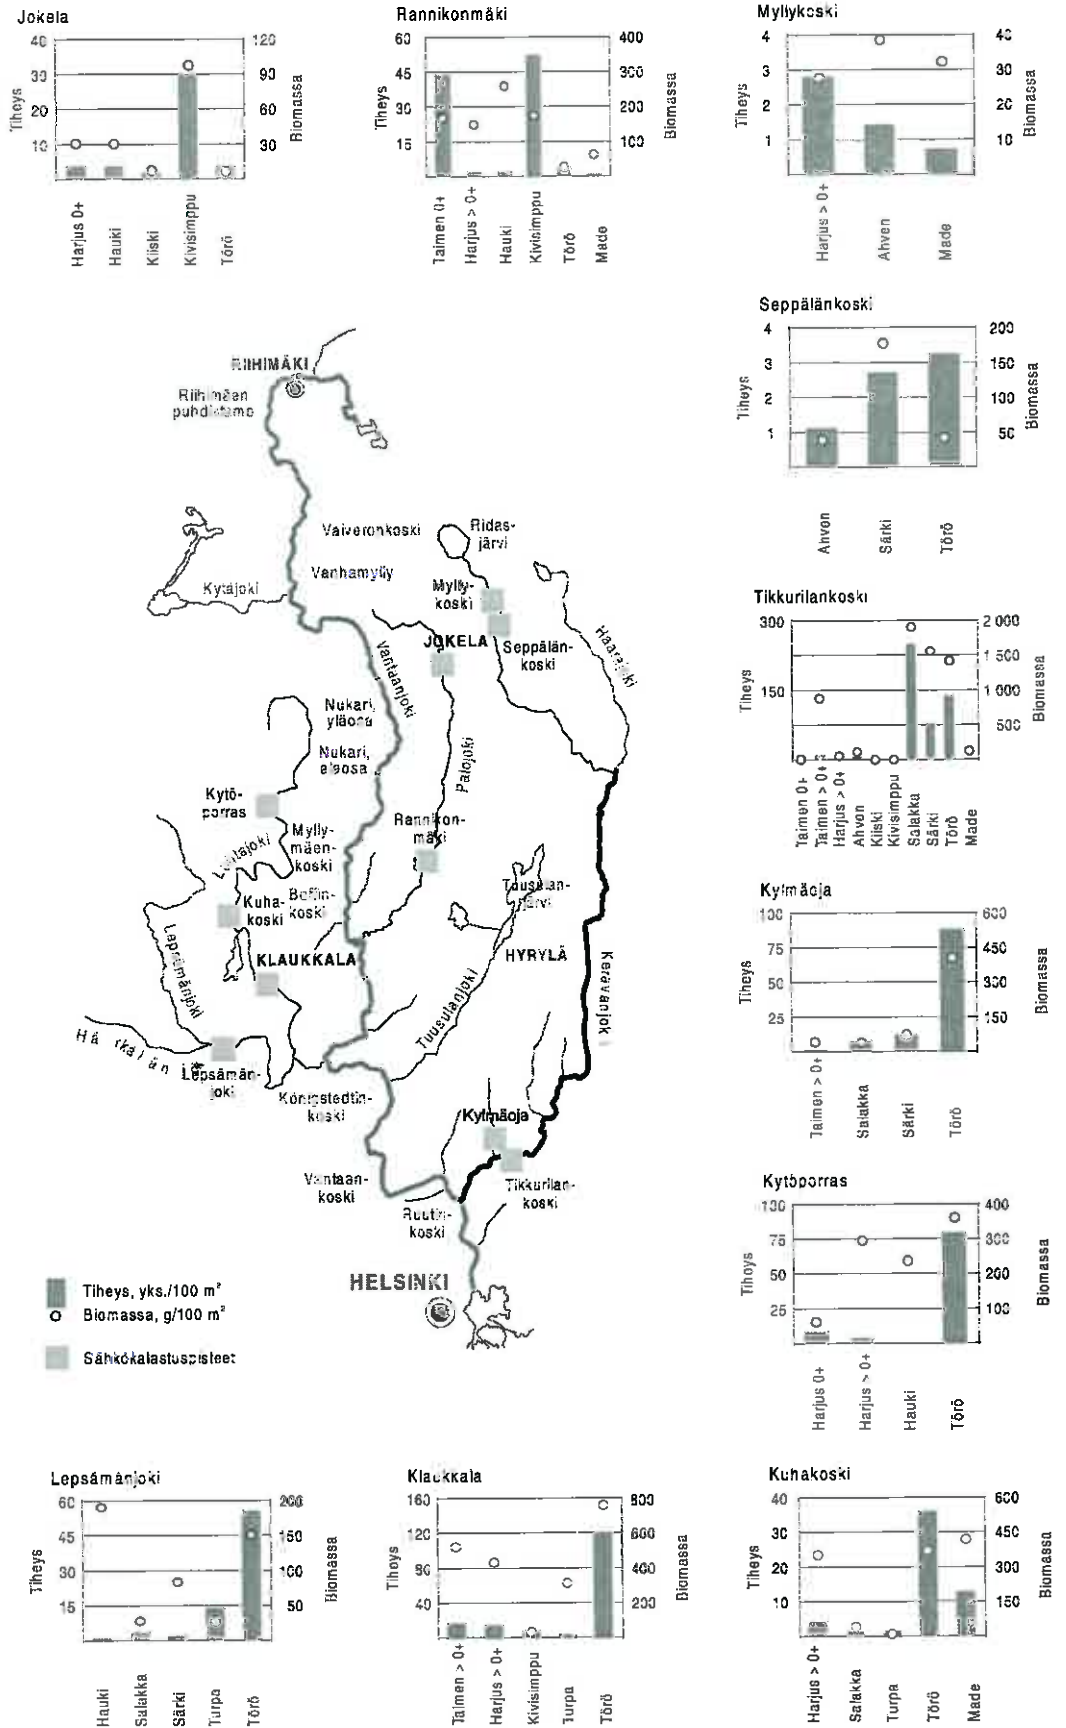 Jokela
40
30
20
10
Tiheys
120
90
60
30
Biomassa
Harjus 0+
Hauki
Kiiski
Kivisimppu
Törö
Rannikonmäki
60
45
30
15
Tiheys
400
300
200
100
Biomassa
Taimen 0+
Harjus > 0+
Hauki
Kivisimppu
Törö
Made
Myllykoski
4
3
2
1
Tiheys
40
30
20
10
Biomassa
Harjus > 0+
Ahven
Made
Seppälänkoski
4
3
2
1
Tiheys
200
150
100
50
Biomassa
Ahven
Särki
Törö
RIIHIMÄKI
Riihimäen
puhdistamo
Vaiveronkoski
Ridas-
järvi
Vanhamylly
Kytäjoki
Mylly-
koski
JOKELA
Seppälän-
koski
Haarajoki
Vantaanjoki
Nukari,
yläosa
Nukari,
alaosa
Palojoki
Kytö-
porras
Rannikon-
mäki
Mylly-
mäen-
koski
Luhtajoki
Kuha-
koski
Boffin-
koski
Tuusulan-
järvi
KLAUKKALA
HYRYLÄ
Lepsämänjoki
Keravanjoki
Tuusulanjoki
Lepsämän-
joki
Königstedtin-
koski
Kylmäoja
Tikkurilan-
koski
Vantaan-
koski
Ruutin-
koski
HELSINKI
Tikkurilankoski
300
150
Tiheys
2 000
1 500
1 000
500
Biomassa
Taimen 0+
Taimen > 0+
Harjus > 0+
Ahven
Kiiski
Kivisimppu
Salakka
Särki
Törö
Made
Kylmäoja
100
75
50
25
Tiheys
600
450
300
150
Biomassa
Taimen > 0+
Salakka
Särki
Törö
Kytöporras
100
75
50
25
Tiheys
400
300
200
100
Biomassa
Harjus 0+
Harjus > 0+
Hauki
Törö
Tiheys, yks./100 m²
Biomassa, g/100 m²
Sähkökalastuspisteet
Lepsämänjoki
60
45
30
15
Tiheys
200
150
100
50
Biomassa
Hauki
Salakka
Särki
Turpa
Törö
Klaukkala
160
120
80
40
Tiheys
800
600
400
200
Biomassa
Taimen > 0+
Harjus > 0+
Kivisimppu
Turpa
Törö
Kuhakoski
40
30
20
10
Tiheys
600
450
300
150
Biomassa
Harjus > 0+
Salakka
Turpa
Törö
Made